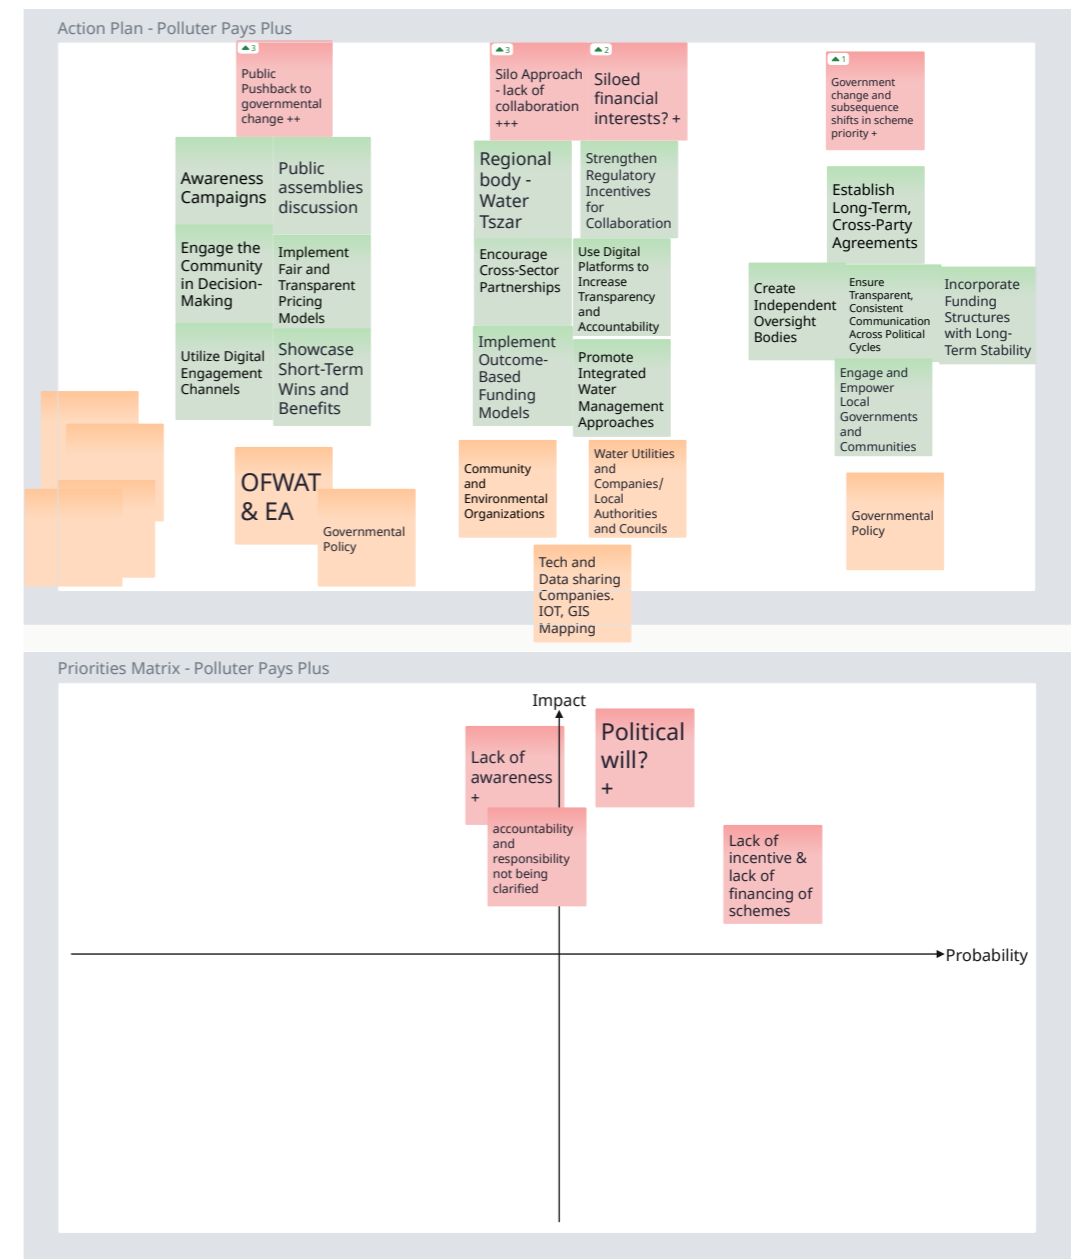 Action Plan - Polluter Pays Plus
3
Public
Pushback to
governmental
change ++
3
Silo Approach
- lack of
collaboration
+++
2
Siloed
financial
interests? +
1
Government
change and
subsequence
shifts in scheme
priority +
Awareness
Campaigns
Public
assemblies
discussion
Engage the
Community
in Decision-
Making
Implement
Fair and
Transparent
Pricing
Models
Utilize Digital
Engagement
Channels
Showcase
Short-Term
Wins and
Benefits
Regional
body -
Water
Tszar
Strengthen
Regulatory
Incentives
for
Collaboration
Encourage
Cross-Sector
Partnerships
Use Digital
Platforms to
Increase
Transparency
and
Accountability
Implement
Outcome-
Based
Funding
Models
Promote
Integrated
Water
Management
Approaches
Establish
Long-Term,
Cross-Party
Agreements
Create
Independent
Oversight
Bodies
Ensure
Transparent,
Consistent
Communication
Across Political
Cycles
Incorporate
Funding
Structures
with Long-
Term Stability
Engage and
Empower
Local
Governments
and
Communities
OFWAT
& EA
Governmental
Policy
Community
and
Environmental
Organizations
Water Utilities
and
Companies/
Local
Authorities
and Councils
Tech and
Data sharing
Companies.
IOT, GIS
Mapping
Governmental
Policy
Priorities Matrix - Polluter Pays Plus
Impact
Lack of
awareness
+
Political
will?
+
accountability
and
responsibility
not being
clarified
Lack of
incentive &
lack of
financing of
schemes
Probability